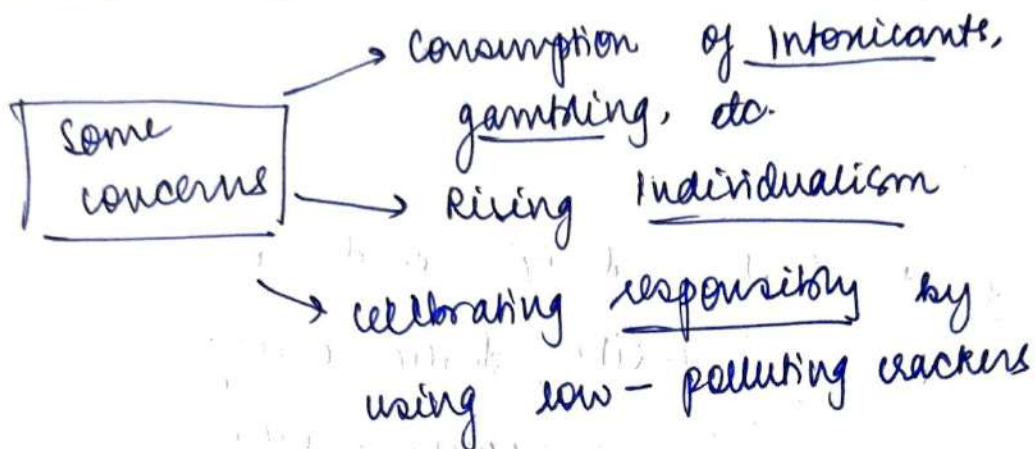 Consumption of Intoxicants,
gambling, etc.
Some
concerns
Rising Individualism
celebrating responsibly by
using low - polluting crackers